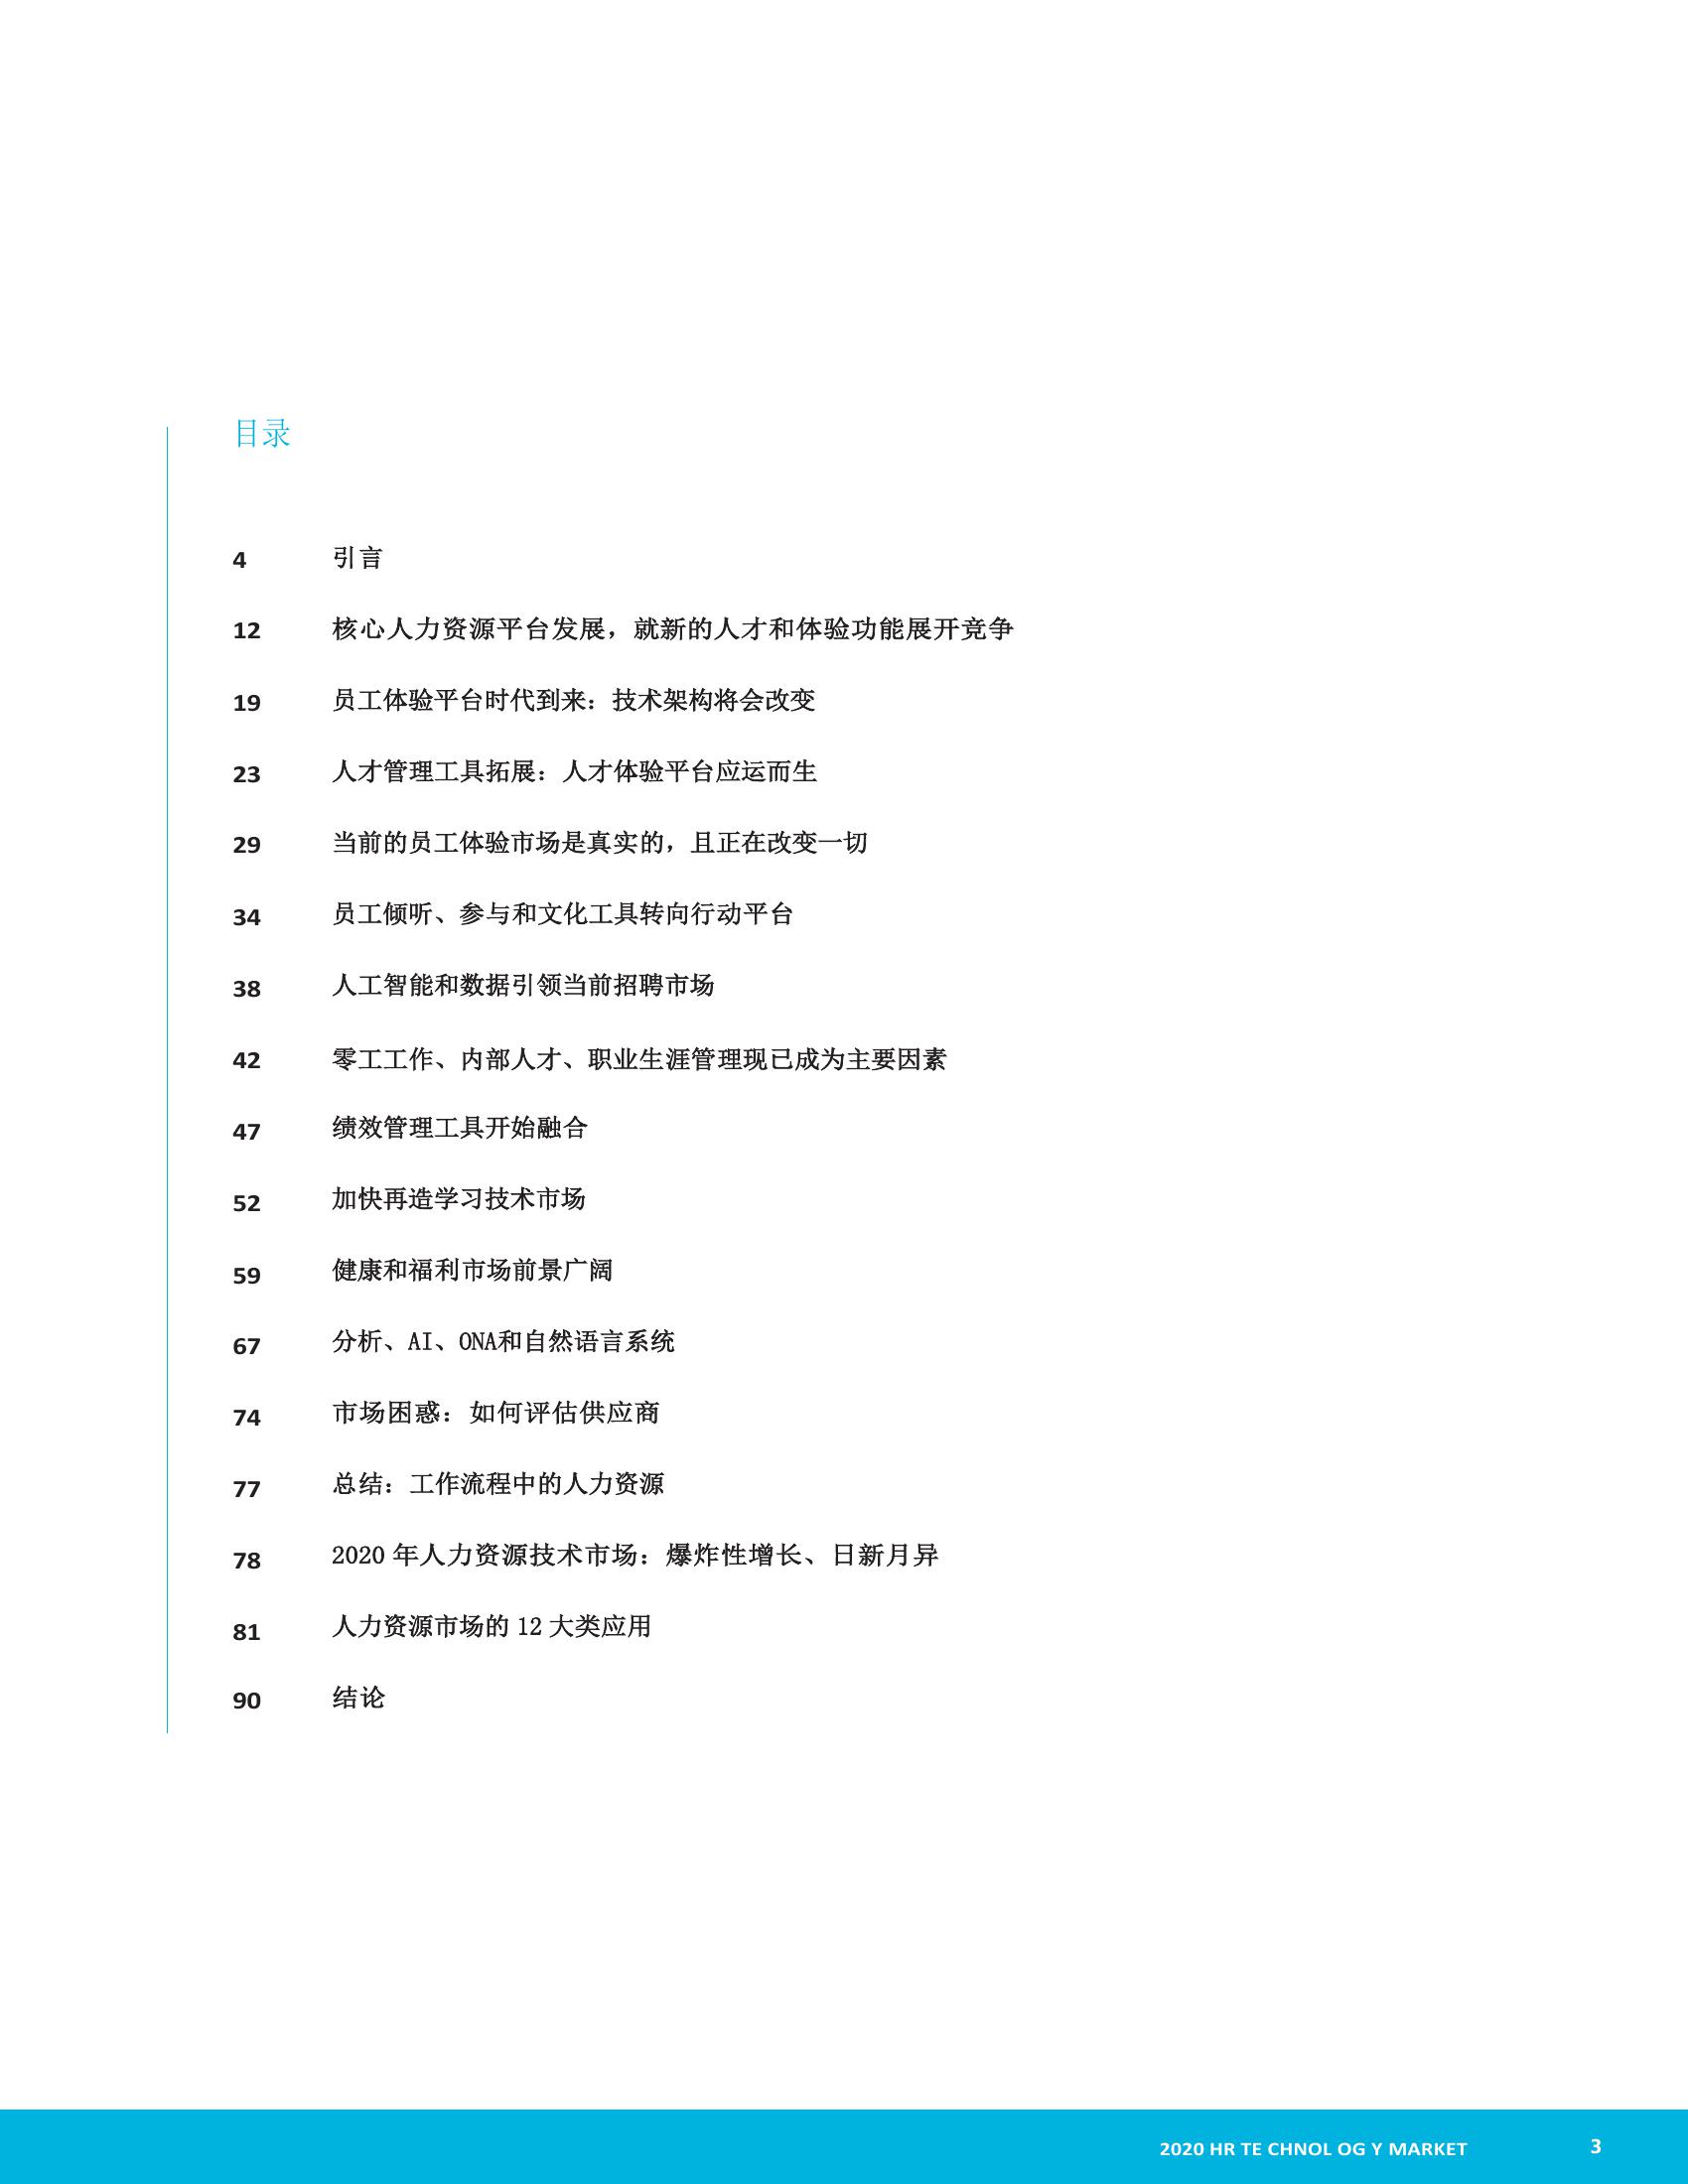 目录
4 引言
12 核心人力资源平台发展，就新的人才和体验功能展开竞争
19 员工体验平台时代到来：技术架构将会改变
23 人才管理工具拓展：人才体验平台应运而生
29 当前的员工体验市场是真实的，且正在改变一切
34 员工倾听、参与和文化工具转向行动平台
38 人工智能和数据引领当前招聘市场
42 零工工作、内部人才、职业生涯管理现已成为主要因素
47 绩效管理工具开始融合
52 加快再造学习技术市场
59 健康和福利市场前景广阔
67 分析、AI、ONA和自然语言系统
74 市场困惑：如何评估供应商
77 总结：工作流程中的人力资源
78 2020 年人力资源技术市场：爆炸性增长、日新月异
81 人力资源市场的 12 大类应用
90 结论
2020 HR TE CHNOL OG Y MARKET 3